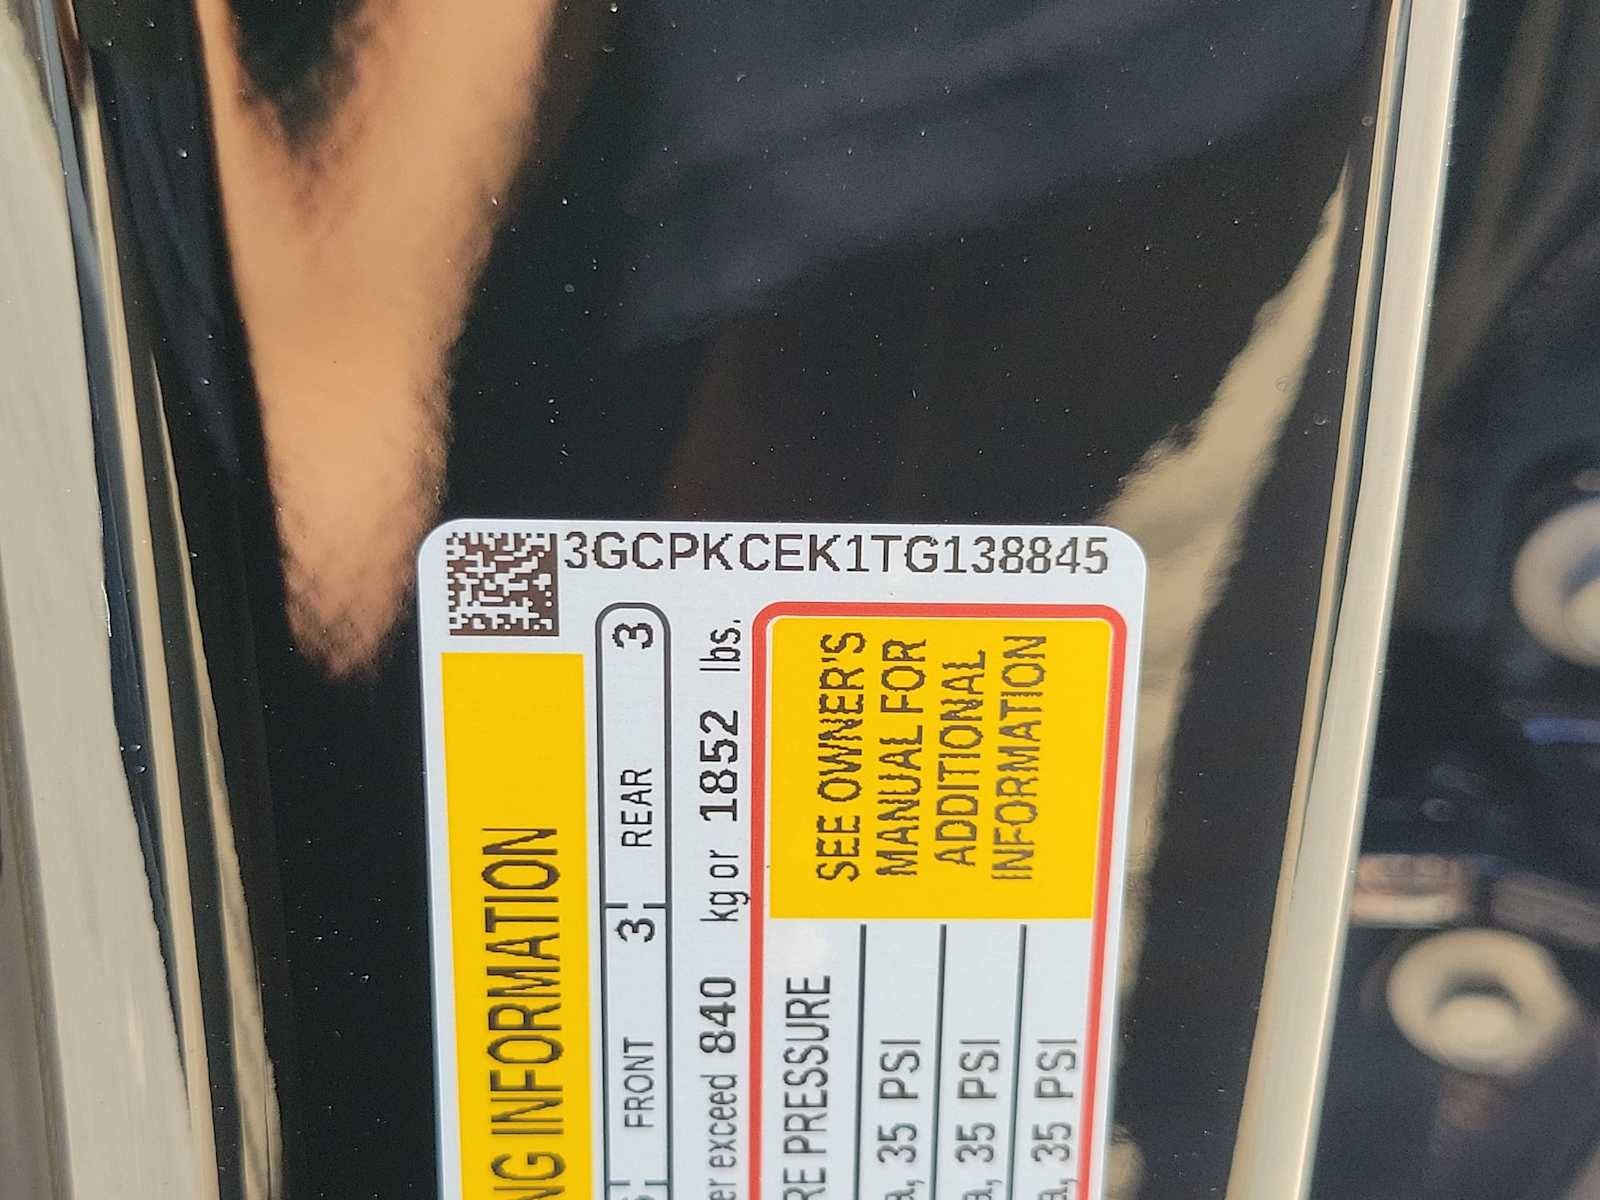 3GCPKCEK1TG138845
NG INFORMATION
FRONT 3 REAR 3
er exceed 840 kg or 1852 lbs.
RE PRESSURE
SEE OWNER'S
MANUAL FOR
ADDITIONAL
INFORMATION
a, 35 PSI
a, 35 PSI
a, 35 PSI